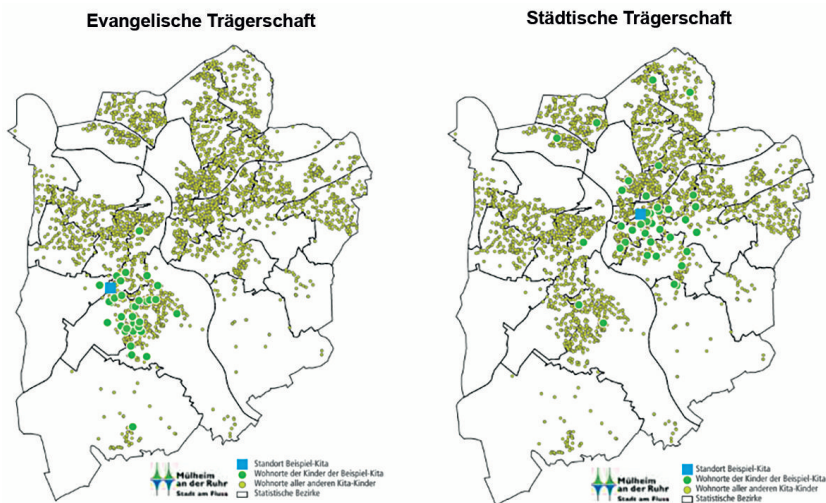 Evangelische Trägerschaft
Städtische Trägerschaft
Mülheim
an der Ruhr
Stadt am Fluss
Standort Beispiel-Kita
Wohnorte der Kinder der Beispiel-Kita
Wohnorte aller anderen Kita-Kinder
Statistische Bezirke
Mülheim
an der Ruhr
Stadt am Fluss
Standort Beispiel-Kita
Wohnorte der Kinder der Beispiel-Kita
Wohnorte aller anderen Kita-Kinder
Statistische Bezirke